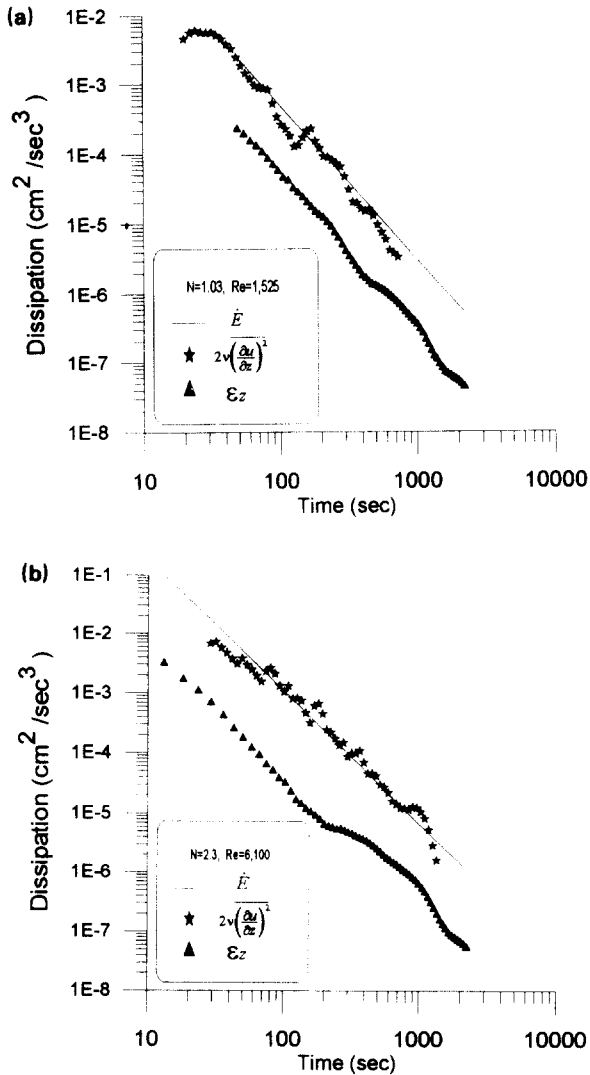 (a)
1E-2
1E-3
1E-4
1E-5
1E-6
1E-7
1E-8
Dissipation (cm²/sec³)
N=1.03, Re=1,525
Ė
2ν(∂u/∂z)²
εz
10 100 1000 10000
Time (sec)
(b)
1E-1
1E-2
1E-3
1E-4
1E-5
1E-6
1E-7
1E-8
Dissipation (cm²/sec³)
N=2.3, Re=6,100
Ė
2ν(∂u/∂z)²
εz
10 100 1000 10000
Time (sec)